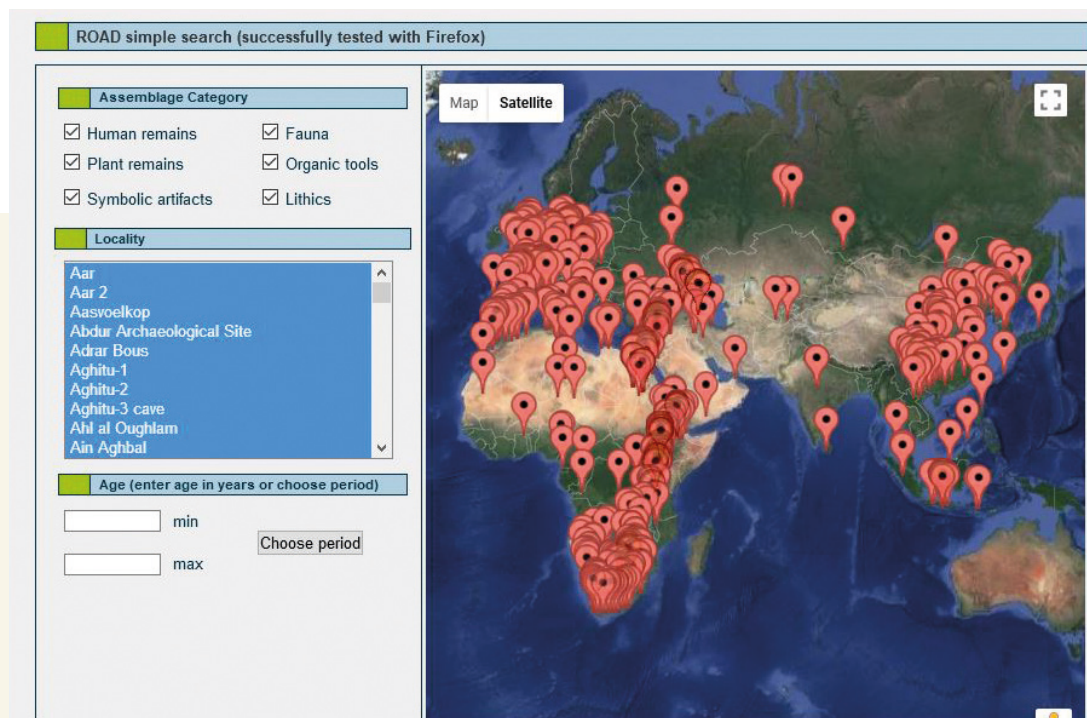 ROAD simple search (successfully tested with Firefox)
Assemblage Category
Human remains
Fauna
Plant remains
Organic tools
Symbolic artifacts
Lithics
Locality
Aar
Aar 2
Aasvoelkop
Abdur Archaeological Site
Adrar Bous
Aghitu-1
Aghitu-2
Aghitu-3 cave
Ahl al Oughlam
Ain Aghbal
Age (enter age in years or choose period)
min
Choose period
max
Map
Satellite